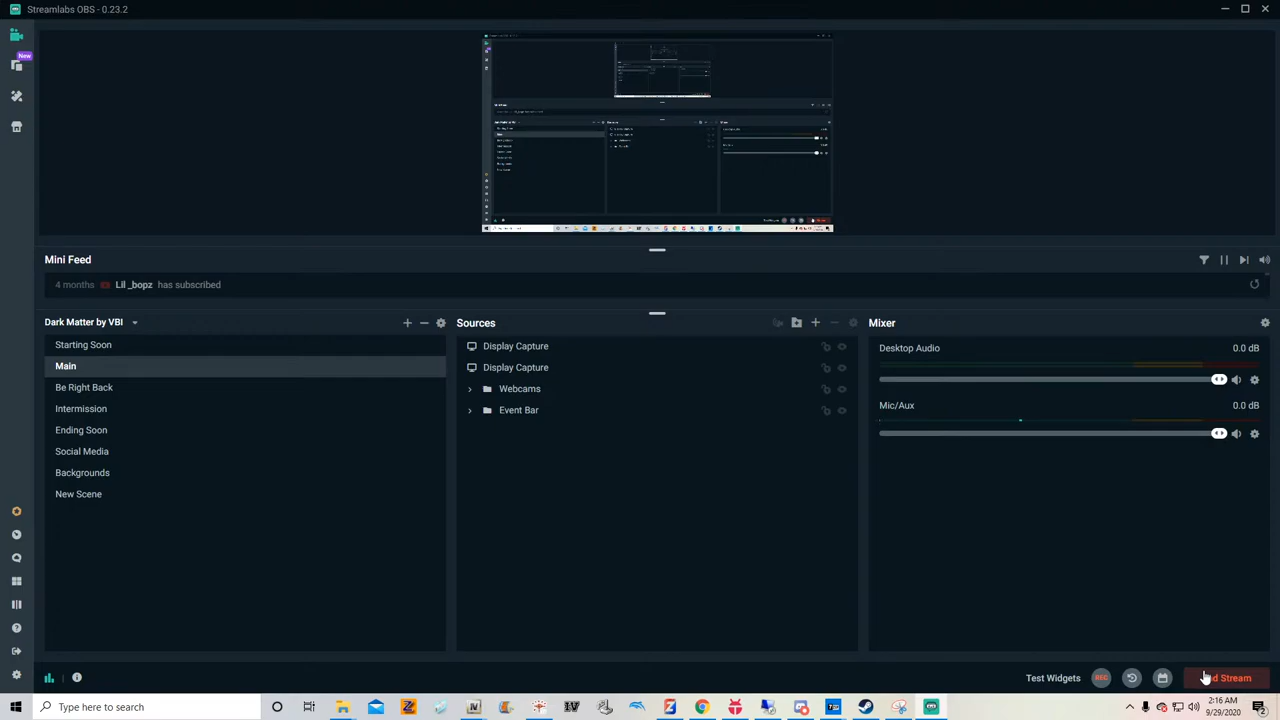 Streamlabs OBS - 0.23.2
New
Mini Feed
4 months Lil _bopz has subscribed
Dark Matter by VBI
Starting Soon
Main
Be Right Back
Intermission
Ending Soon
Social Media
Backgrounds
New Scene
Sources
Display Capture
Display Capture
Webcams
Event Bar
Mixer
Desktop Audio 0.0 dB
Mic/Aux 0.0 dB
Test Widgets
REC
Stream
Type here to search
2:16 AM
9/29/2020